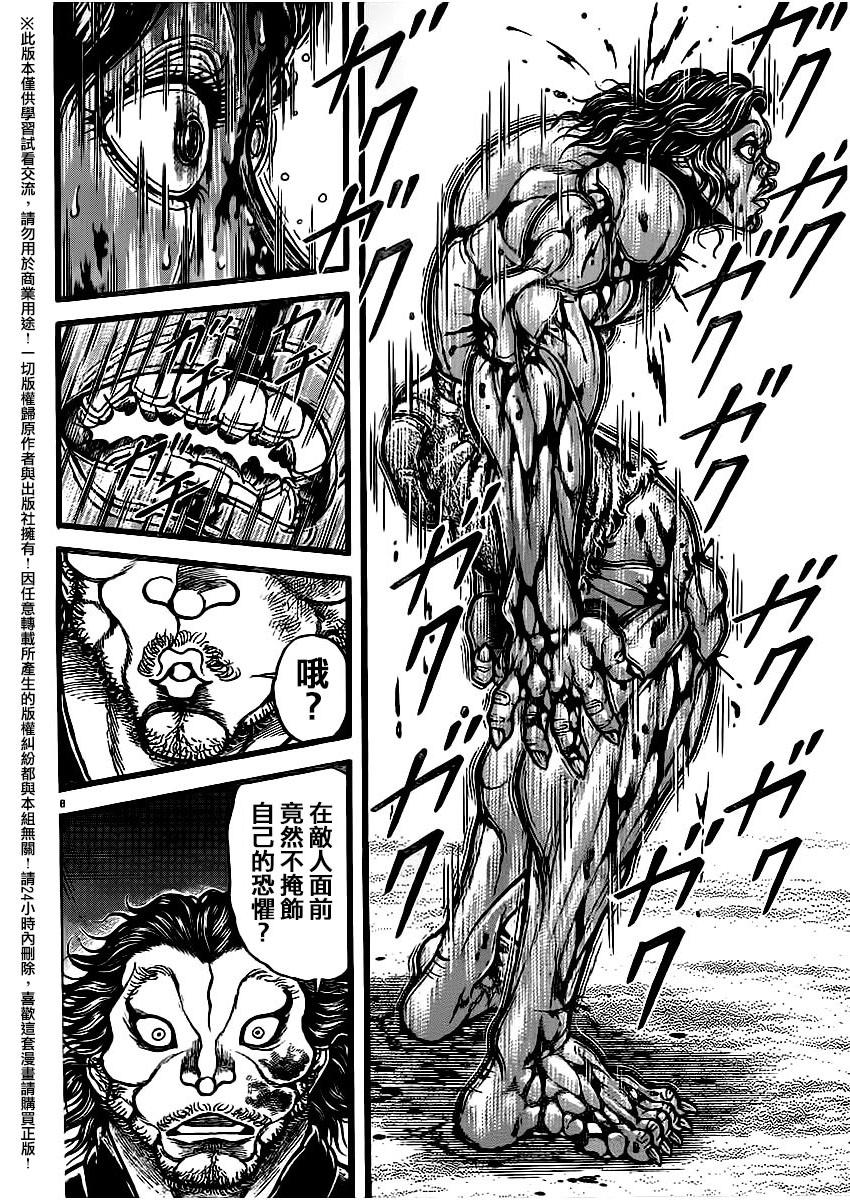 ガク
ガク
ガク
ガク
ガク
ガク
ガク
ガク
ガク
ガク
ガク
ガク
ガク
ガク
ガタ
ガタ
ガタ
哦？
在敵人面前
竟然不掩飾
自己的恐懼？
8
※此版本僅供學習試看交流，請勿用於商業用途！一切版權歸原作者與出版社擁有！因任意轉載所產生的版權糾紛都與本組無關！請24小時內刪除，喜歡這套漫畫請購買正版！